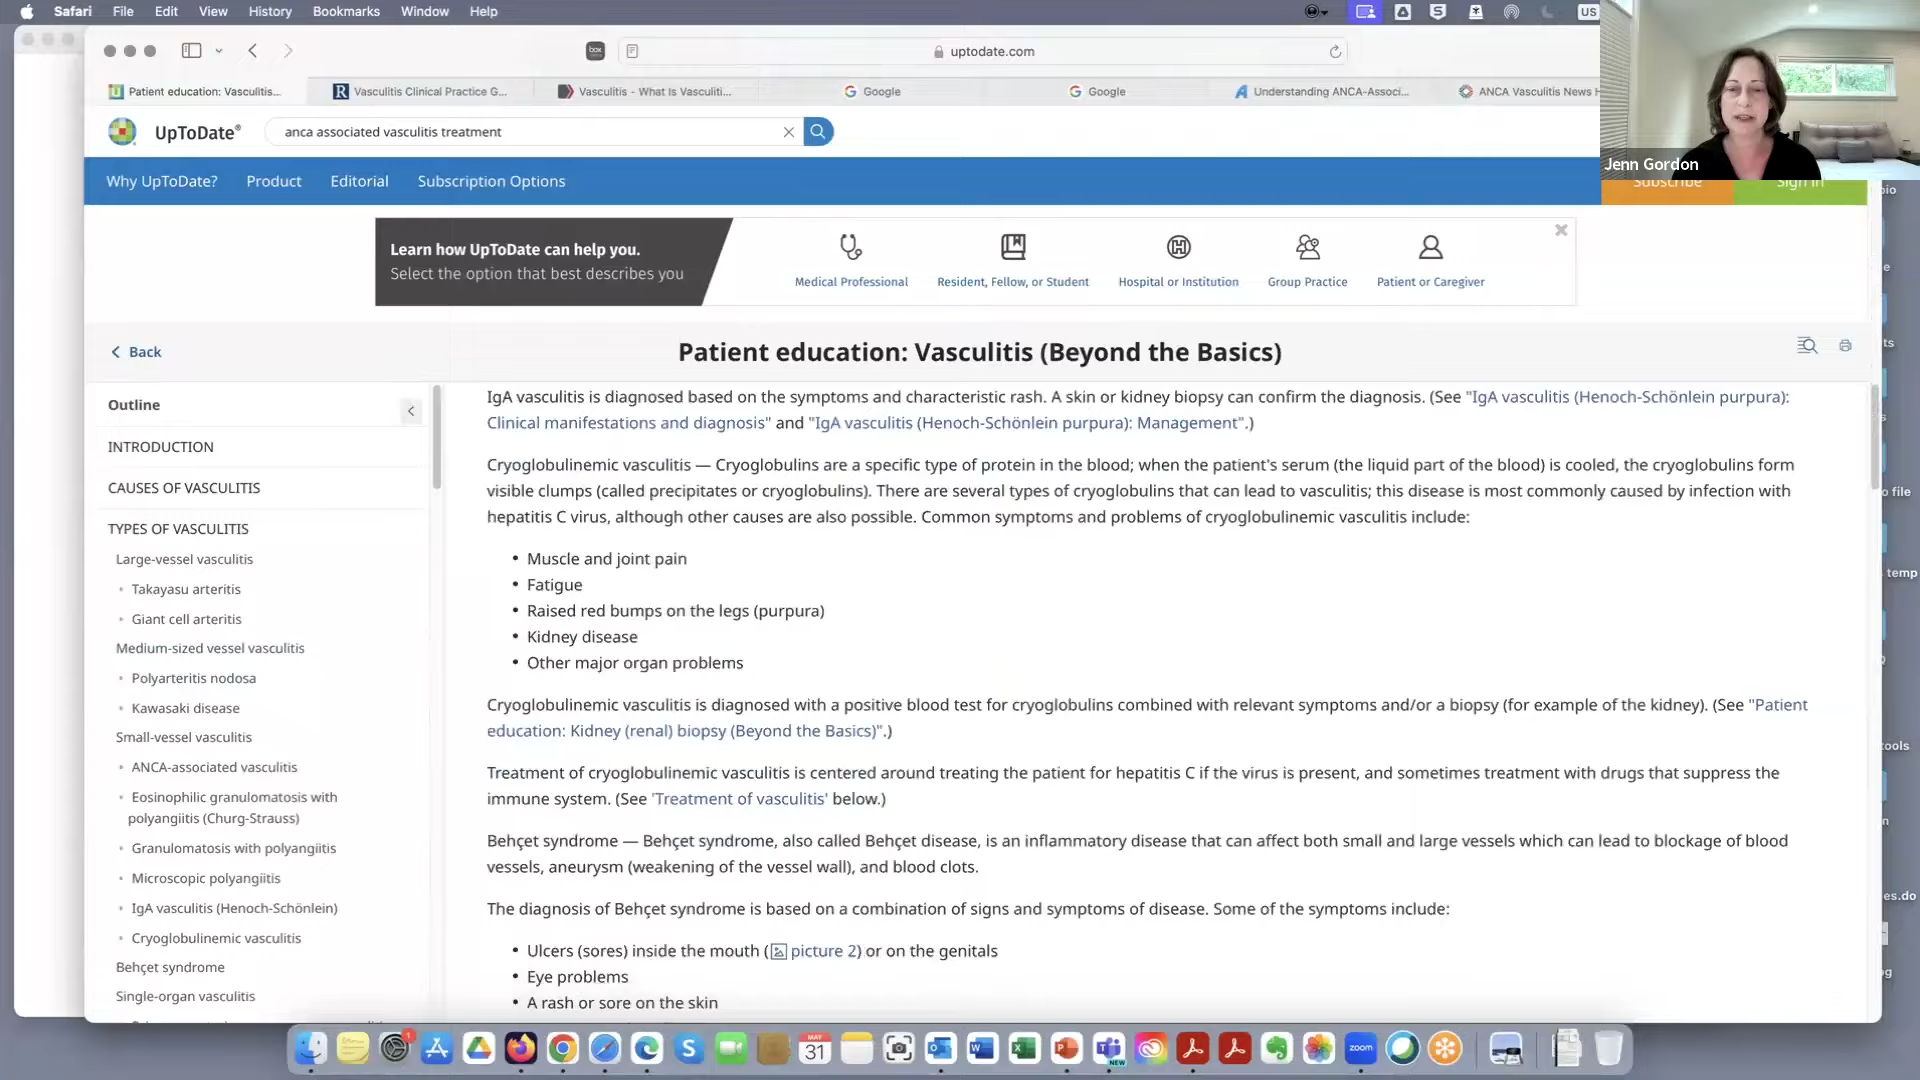 Safari File Edit View History Bookmarks Window Help
US
uptodate.com
Patient education: Vasculitis...
Vasculitis Clinical Practice G...
Vasculitis - What Is Vasculiti...
Google
Google
Understanding ANCA-Associ...
ANCA Vasculitis News
UpToDate®
anca associated vasculitis treatment
Jenn Gordon
Why UpToDate? Product Editorial Subscription Options
Subscribe Sign In
Learn how UpToDate can help you.
Select the option that best describes you
Medical Professional
Resident, Fellow, or Student
Hospital or Institution
Group Practice
Patient or Caregiver
Back
Patient education: Vasculitis (Beyond the Basics)
Outline
INTRODUCTION
CAUSES OF VASCULITIS
TYPES OF VASCULITIS
Large-vessel vasculitis
• Takayasu arteritis
• Giant cell arteritis
Medium-sized vessel vasculitis
• Polyarteritis nodosa
• Kawasaki disease
Small-vessel vasculitis
• ANCA-associated vasculitis
• Eosinophilic granulomatosis with
polyangiitis (Churg-Strauss)
• Granulomatosis with polyangiitis
• Microscopic polyangiitis
• IgA vasculitis (Henoch-Schönlein)
• Cryoglobulinemic vasculitis
Behçet syndrome
Single-organ vasculitis
IgA vasculitis is diagnosed based on the symptoms and characteristic rash. A skin or kidney biopsy can confirm the diagnosis. (See "IgA vasculitis (Henoch-Schönlein purpura):
Clinical manifestations and diagnosis" and "IgA vasculitis (Henoch-Schönlein purpura): Management".)
Cryoglobulinemic vasculitis — Cryoglobulins are a specific type of protein in the blood; when the patient's serum (the liquid part of the blood) is cooled, the cryoglobulins form
visible clumps (called precipitates or cryoglobulins). There are several types of cryoglobulins that can lead to vasculitis; this disease is most commonly caused by infection with
hepatitis C virus, although other causes are also possible. Common symptoms and problems of cryoglobulinemic vasculitis include:
• Muscle and joint pain
• Fatigue
• Raised red bumps on the legs (purpura)
• Kidney disease
• Other major organ problems
Cryoglobulinemic vasculitis is diagnosed with a positive blood test for cryoglobulins combined with relevant symptoms and/or a biopsy (for example of the kidney). (See "Patient
education: Kidney (renal) biopsy (Beyond the Basics)".)
Treatment of cryoglobulinemic vasculitis is centered around treating the patient for hepatitis C if the virus is present, and sometimes treatment with drugs that suppress the
immune system. (See 'Treatment of vasculitis' below.)
Behçet syndrome — Behçet syndrome, also called Behçet disease, is an inflammatory disease that can affect both small and large vessels which can lead to blockage of blood
vessels, aneurysm (weakening of the vessel wall), and blood clots.
The diagnosis of Behçet syndrome is based on a combination of signs and symptoms of disease. Some of the symptoms include:
• Ulcers (sores) inside the mouth (picture 2) or on the genitals
• Eye problems
• A rash or sore on the skin
o file
temp
tools
es.do
MAY
31
NEW
zoom